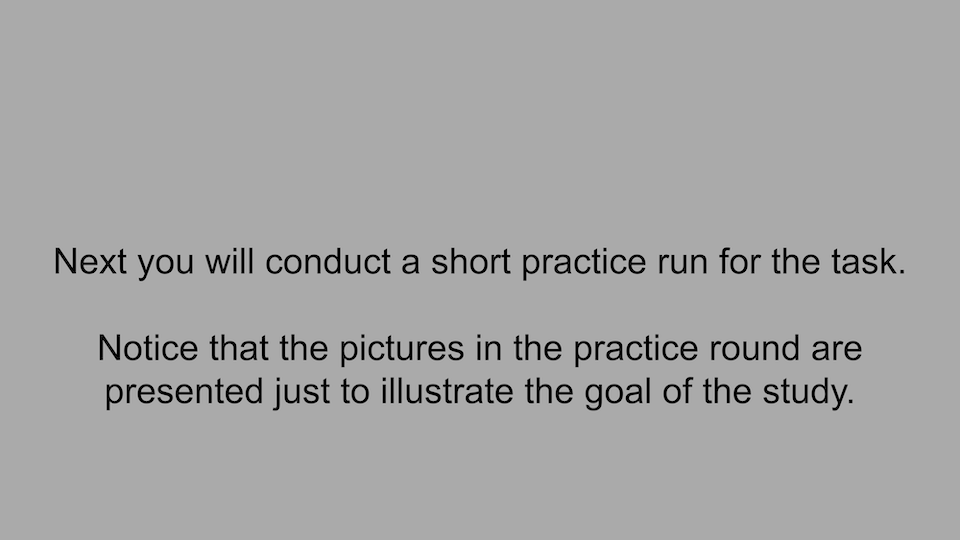 Next you will conduct a short practice run for the task.
Notice that the pictures in the practice round are
presented just to illustrate the goal of the study.